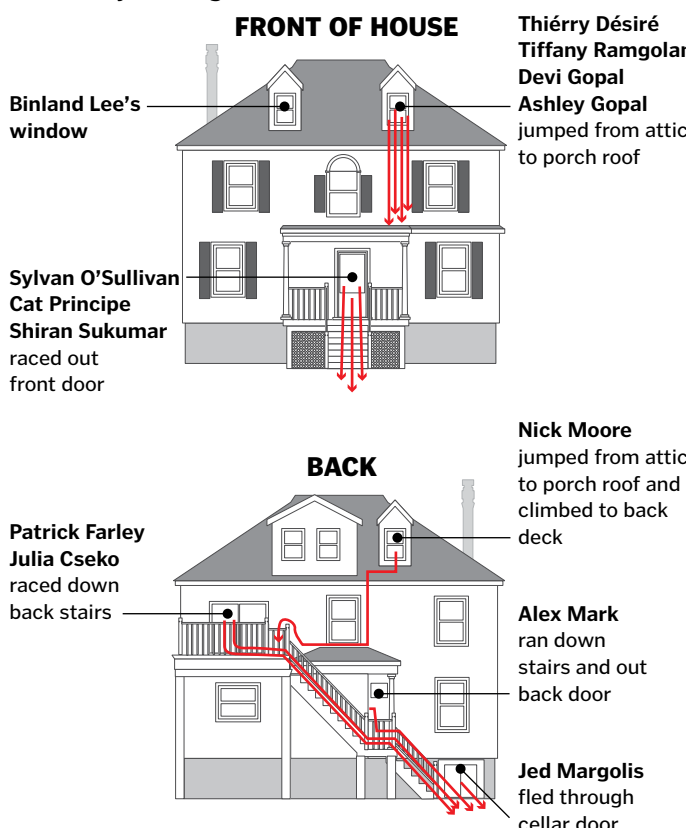 FRONT OF HOUSE
Binland Lee's
window
Thiérry Désiré
Tiffany
Devi Gopal
Ashley Gopal
jumped from attic
to porch roof
Sylvan O'Sullivan
Cat Principe
Shiran Sukumar
raced out
front door
BACK
Nick Moore
jumped from attic
to porch roof and
climbed to back
deck
Patrick Farley
Julia Cseko
raced down
back stairs
Alex Mark
ran down
stairs and out
back door
Jed Margolis
fled through
cellar door